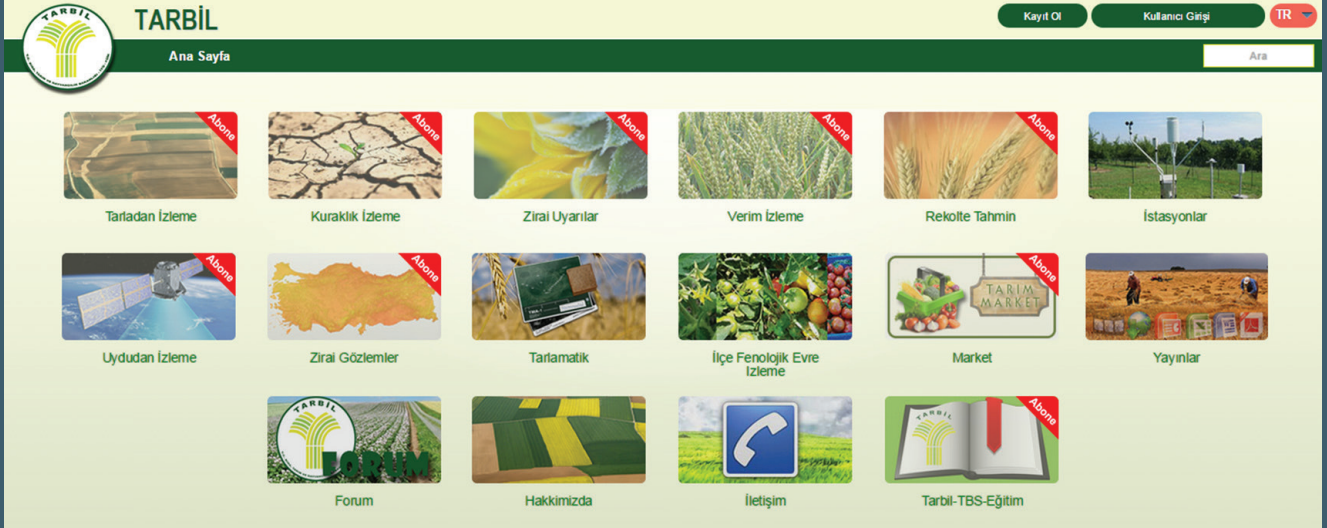 TARBİL
TARBİL
Kayıt Ol
Kullanıcı Girişi
TR
Ana Sayfa
Ara
Abone
Abone
Abone
Abone
Abone
Tarladan İzleme
Kuraklık İzleme
Zirai Uyarılar
Verim İzleme
Rekolte Tahmin
İstasyonlar
Abone
Abone
TARIM
MARKET
Abone
Uydudan İzleme
Zirai Gözlemler
Tarlamatik
İlçe Fenolojik Evre
Izleme
Market
Yayınlar
TARBİL
FORUM
TARBİL
Abone
Forum
Hakkimizda
İletişim
Tarbil-TBS-Eğitim